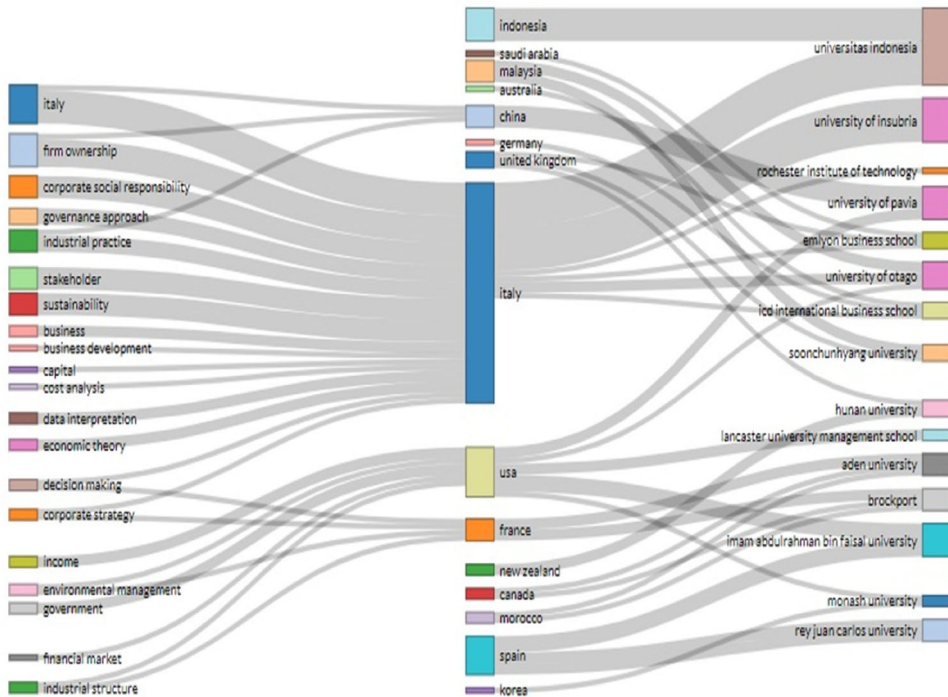 italy
firm ownership
corporate social responsibility
governance approach
industrial practice
stakeholder
sustainability
business
business development
capital
cost analysis
data interpretation
economic theory
decision making
corporate strategy
income
environmental management
government
financial market
industrial structure
indonesia
saudi arabia
malaysia
australia
china
germany
united kingdom
italy
usa
france
new zealand
canada
morocco
spain
korea
universitas indonesia
university of insubria
rochester institute of technology
university of pavia
emlyon business school
university of otago
icd international business school
soonchunhyang university
hunan university
lancaster university management school
aden university
brockport
imam abdulrahman bin faisal university
monash university
rey juan carlos university